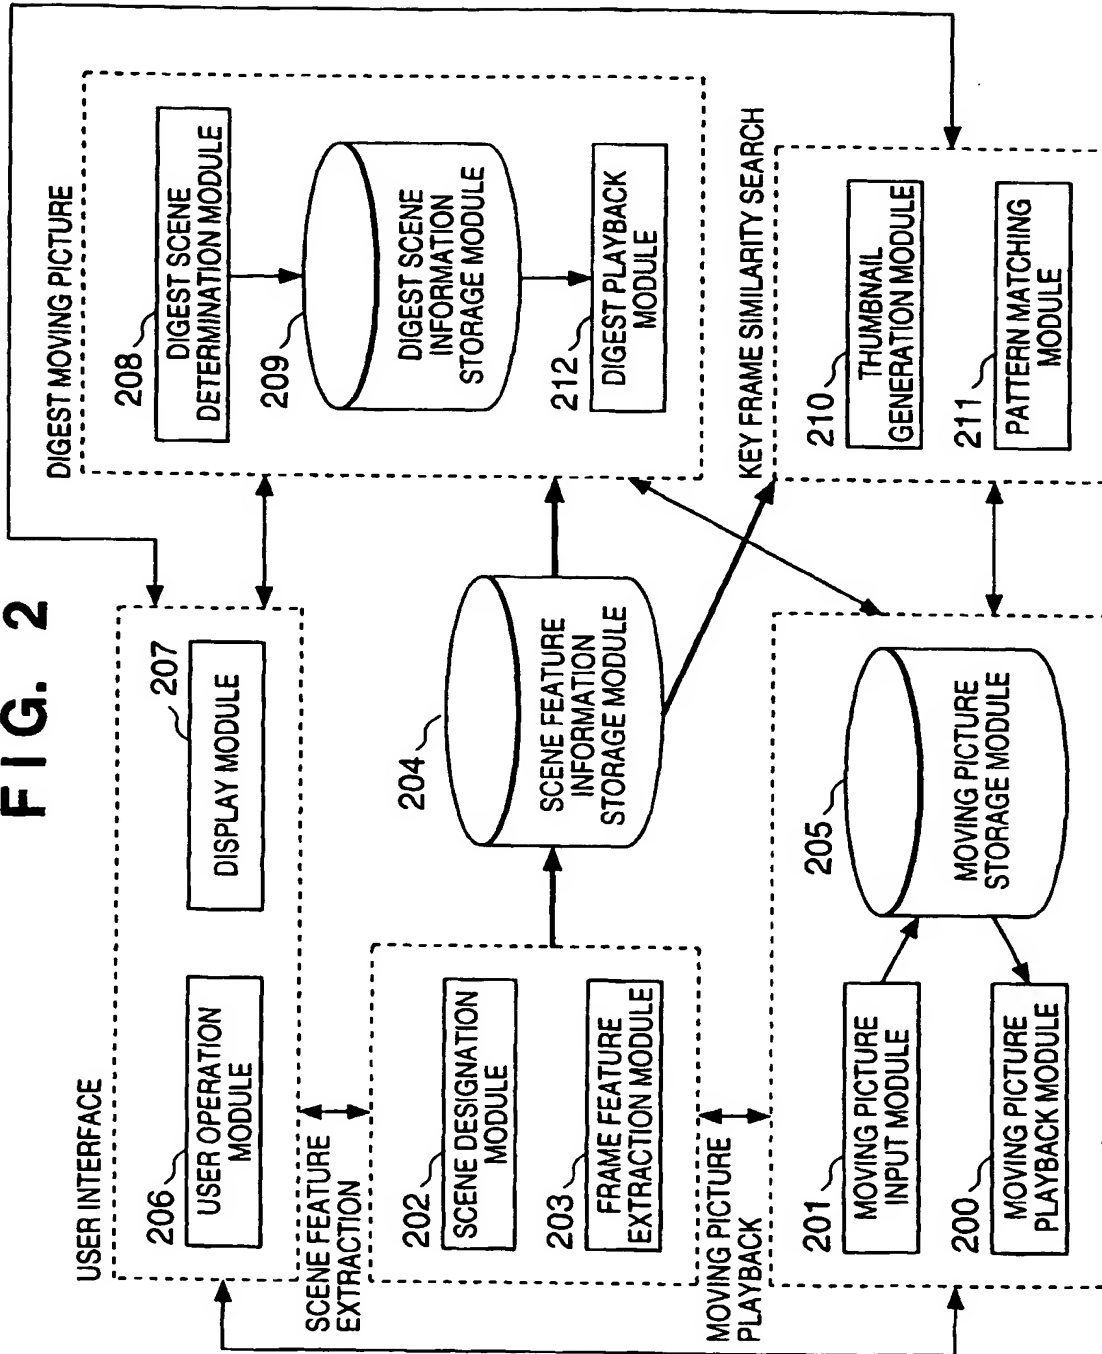 FIG. 2
USER INTERFACE
206
USER OPERATION
MODULE
207
DISPLAY MODULE
SCENE FEATURE
EXTRACTION
202
SCENE DESIGNATION
MODULE
203
FRAME FEATURE
EXTRACTION MODULE
204
SCENE FEATURE
INFORMATION
STORAGE MODULE
DIGEST MOVING PICTURE
208
DIGEST SCENE
DETERMINATION MODULE
209
DIGEST SCENE
INFORMATION
STORAGE MODULE
212
DIGEST PLAYBACK
MODULE
MOVING PICTURE
PLAYBACK
201
MOVING PICTURE
INPUT MODULE
200
MOVING PICTURE
PLAYBACK MODULE
205
MOVING PICTURE
STORAGE MODULE
KEY FRAME SIMILARITY SEARCH
210
THUMBNAIL
GENERATION MODULE
211
PATTERN MATCHING
MODULE